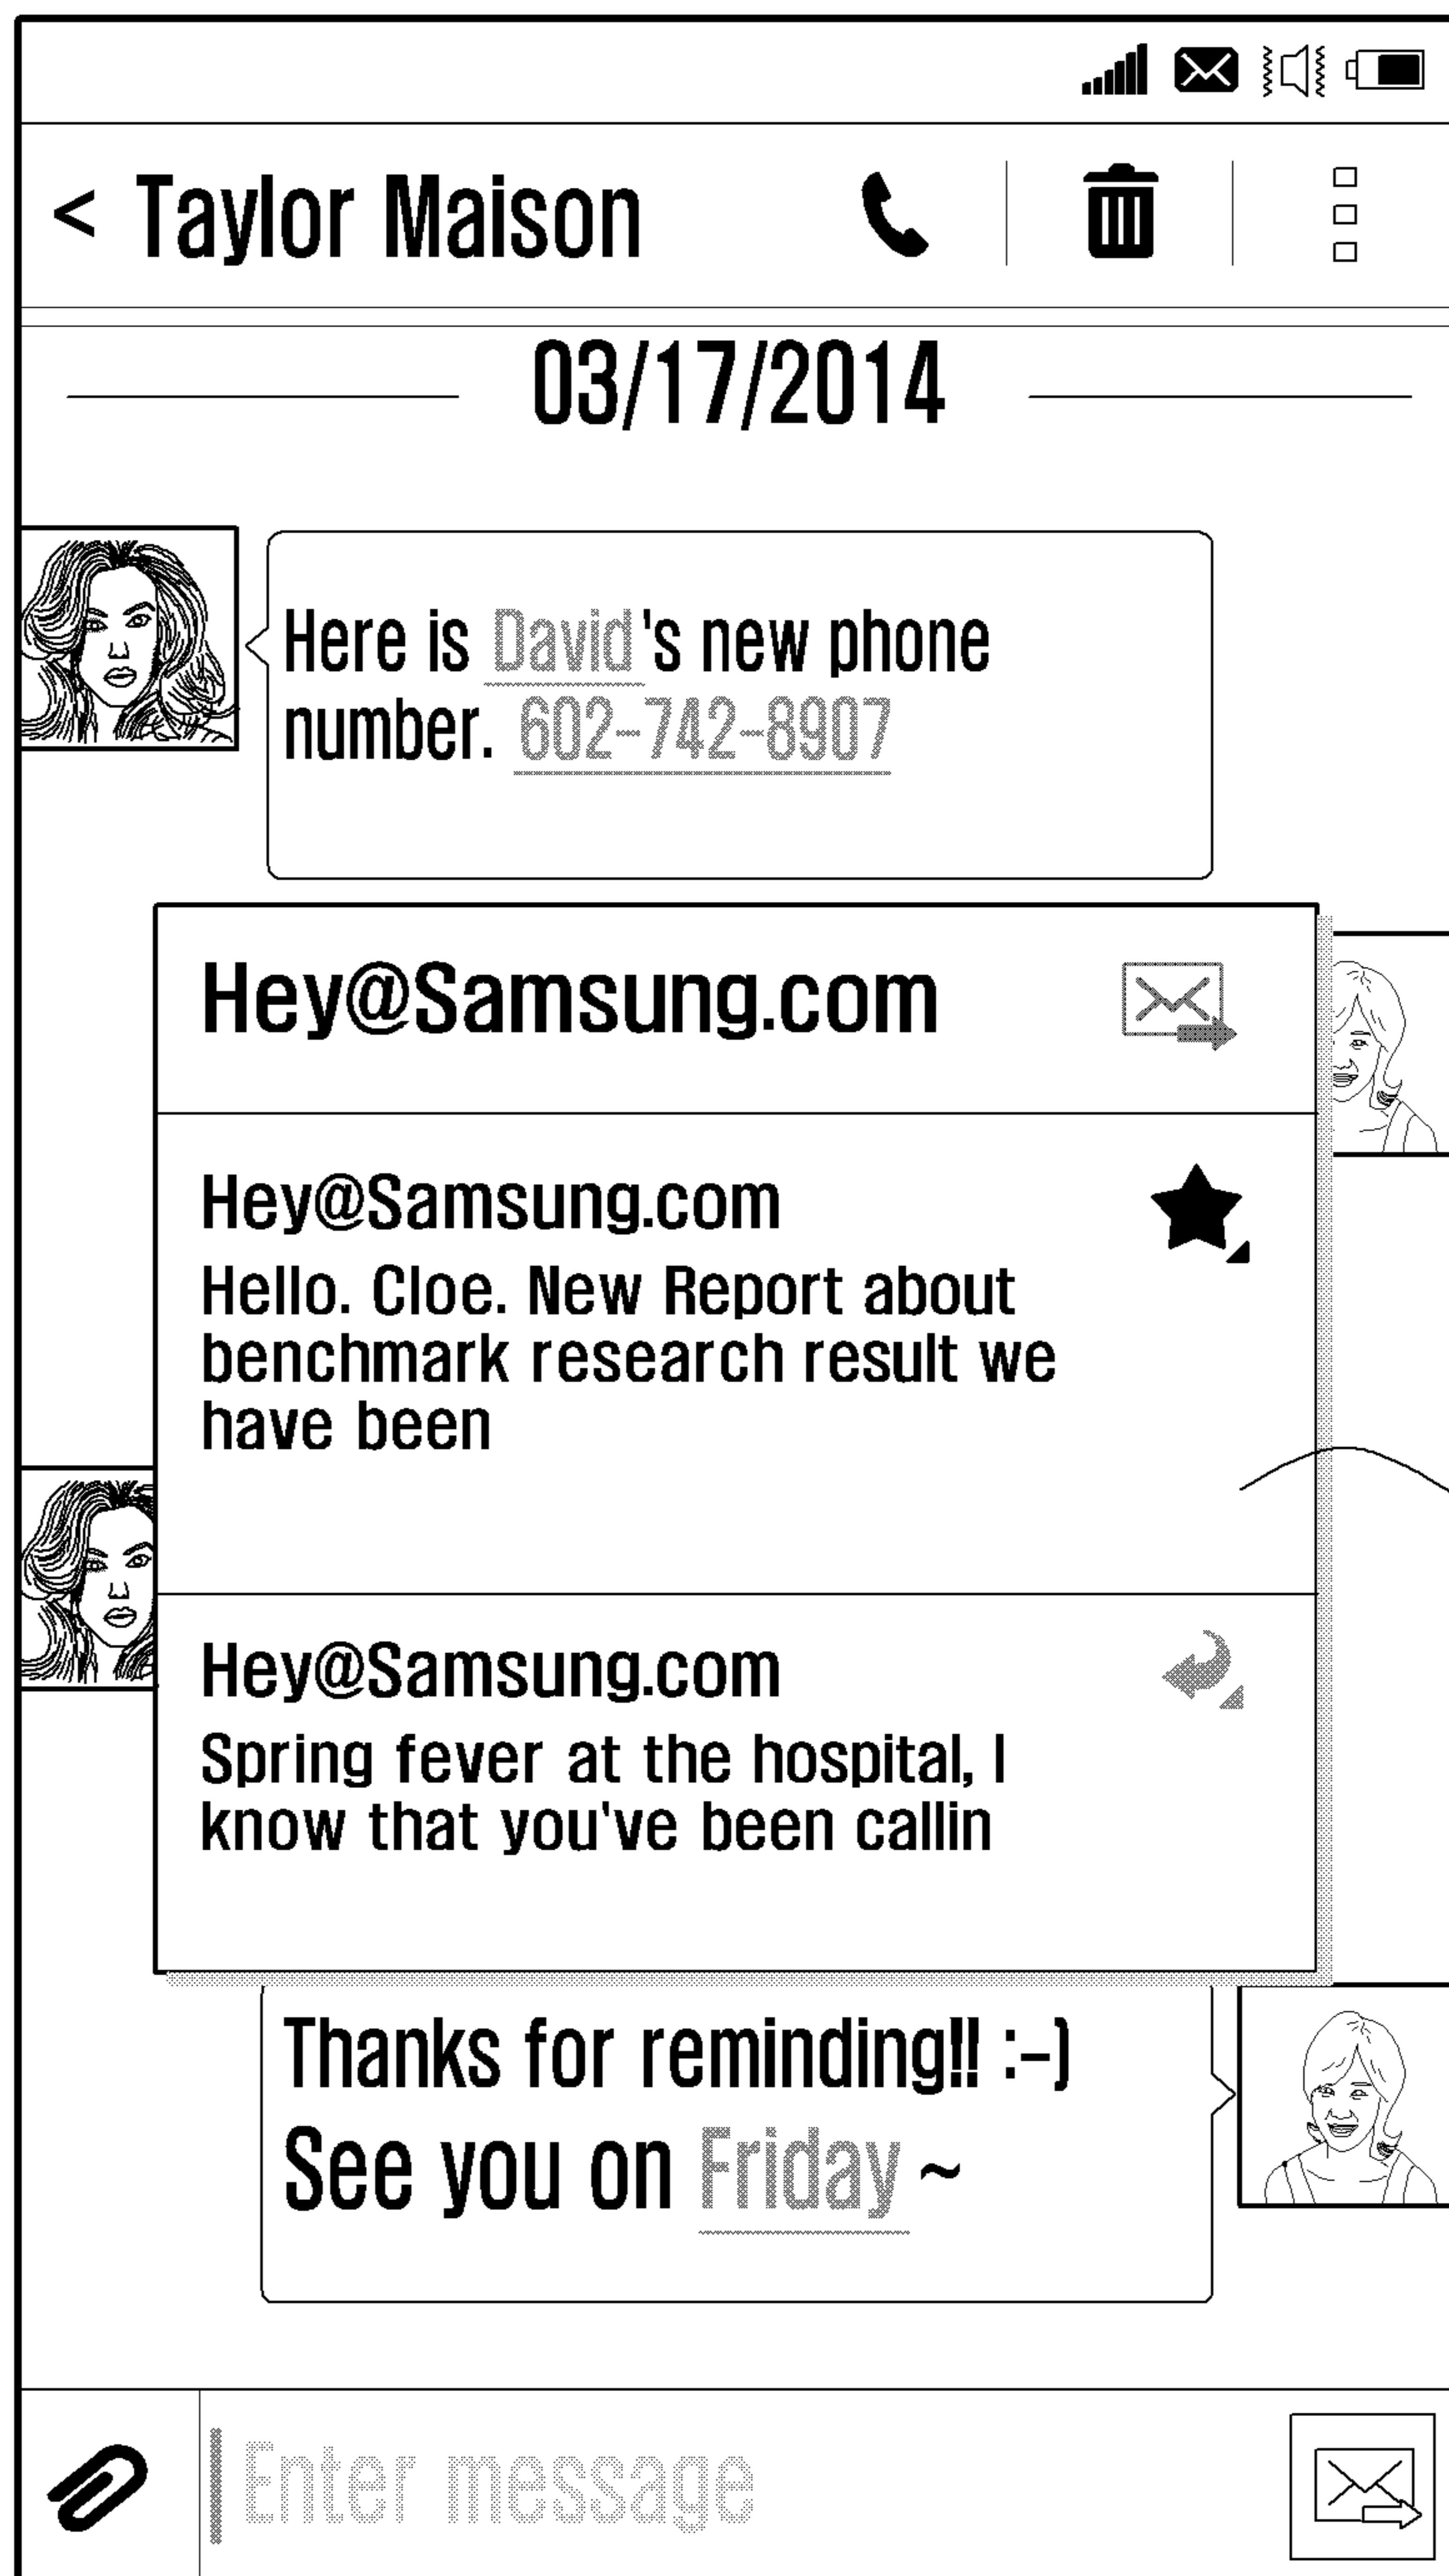 < Taylor Maison
03/17/2014
Here is David's new phone
number. 602-742-8907
Hey@Samsung.com
Hey@Samsung.com
Hello. Cloe. New Report about
benchmark research result we
have been
Hey@Samsung.com
Spring fever at the hospital, I
know that you've been callin
Thanks for reminding!! :-)
See you on Friday ~
Enter message